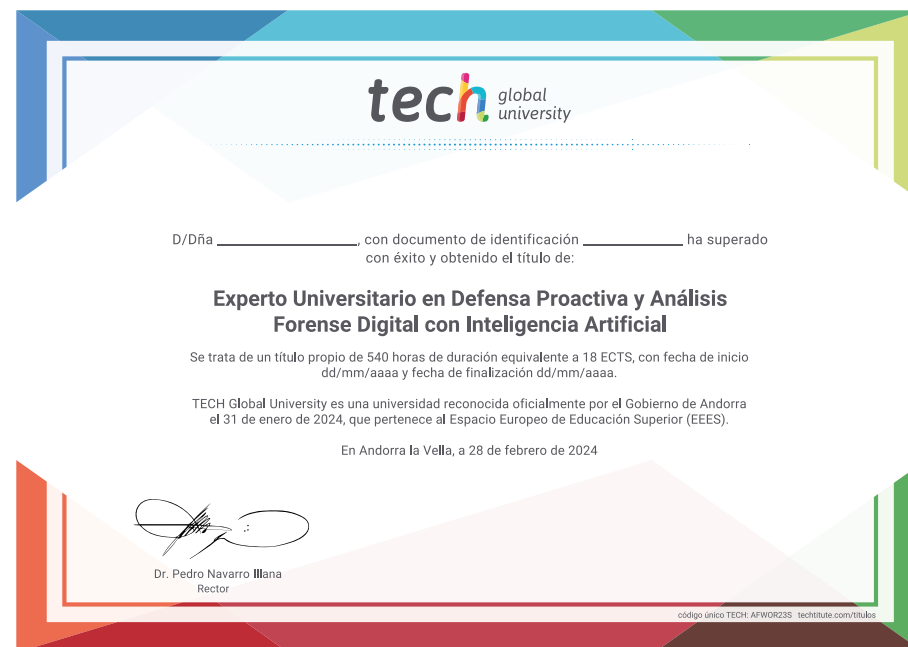 tech global university
D/Dña ____________________, con documento de identificación ______________ ha superado
con éxito y obtenido el título de:
Experto Universitario en Defensa Proactiva y Análisis
Forense Digital con Inteligencia Artificial
Se trata de un título propio de 540 horas de duración equivalente a 18 ECTS, con fecha de inicio
dd/mm/aaaa y fecha de finalización dd/mm/aaaa.
TECH Global University es una universidad reconocida oficialmente por el Gobierno de Andorra
el 31 de enero de 2024, que pertenece al Espacio Europeo de Educación Superior (EEES).
En Andorra la Vella, a 28 de febrero de 2024
Dr. Pedro Navarro Illana
Rector
código único TECH: AFWOR23S techtitute.com/titulos